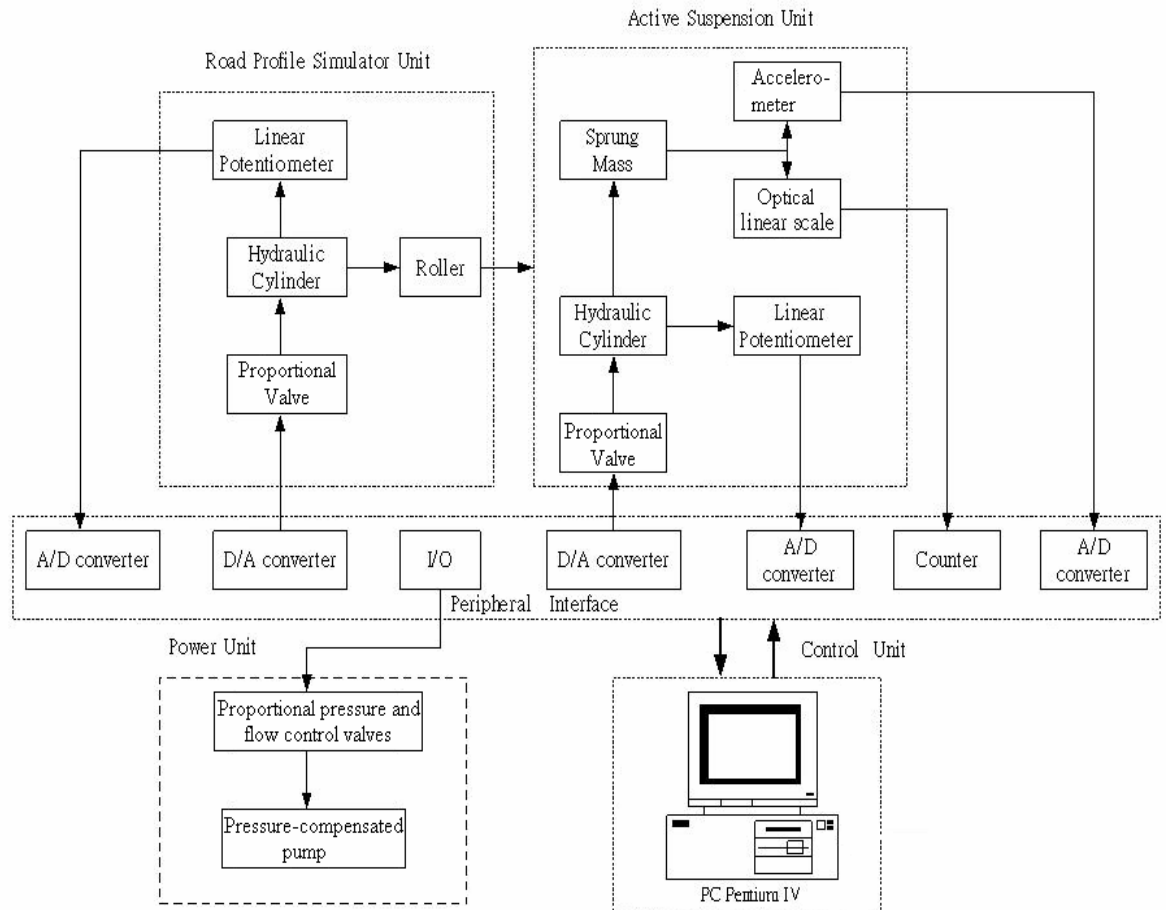 Active Suspension Unit
Road Profile Simulator Unit
Linear
Potentiometer
Hydraulic
Cylinder
Roller
Proportional
Valve
Accelero-
meter
Sprung
Mass
Optical
linear scale
Hydraulic
Cylinder
Linear
Potentiometer
Proportional
Valve
A/D converter
D/A converter
I/O
D/A converter
A/D
converter
Counter
A/D
converter
Peripheral Interface
Power Unit
Control Unit
Proportional pressure and
flow control valves
Pressure-compensated
pump
PC Pentium IV